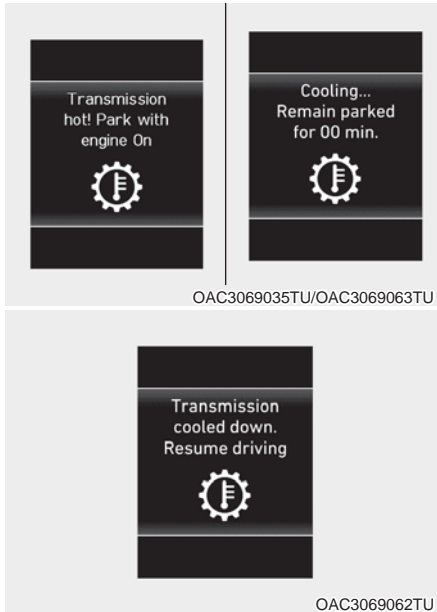 Transmission
hot! Park with
engine On
Cooling...
Remain parked
for 00 min.
OAC3069035TU/OAC3069063TU
Transmission
cooled down.
Resume driving
OAC3069062TU